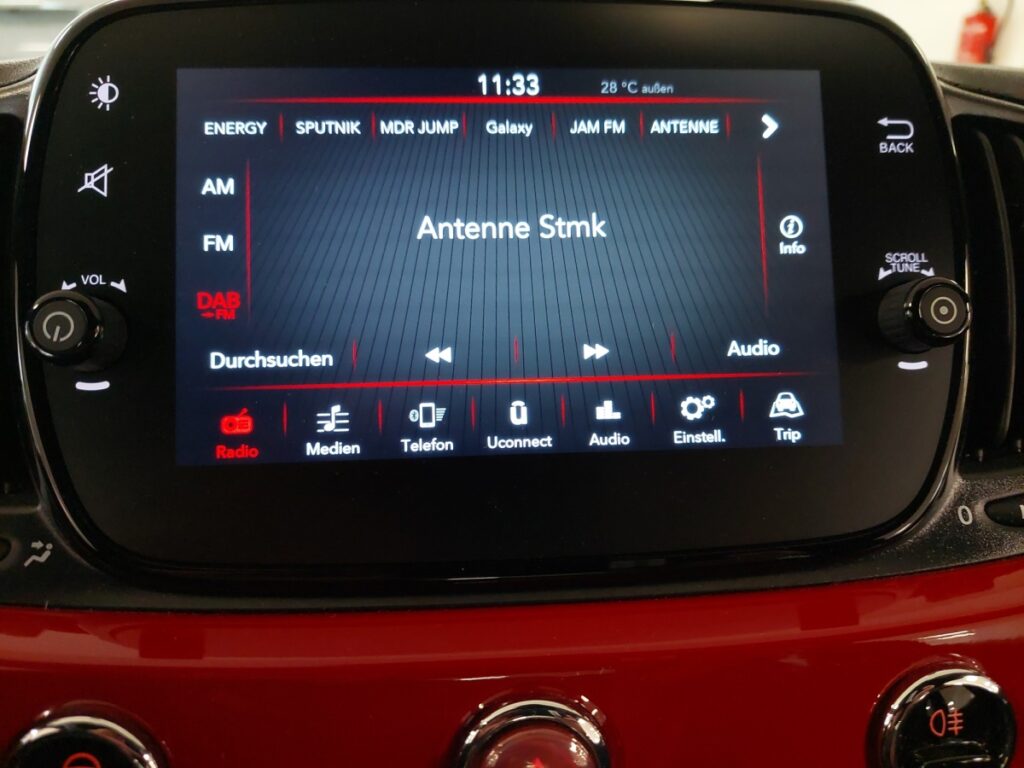 11:33 28 °C außen
ENERGY SPUTNIK MDR JUMP Galaxy JAM FM ANTENNE
BACK
AM
Antenne Stmk
FM
Info
VOL
SCROLL
TUNE
DAB
FM
Durchsuchen Audio
Radio Medien Telefon Uconnect Audio Einstell. Trip
0